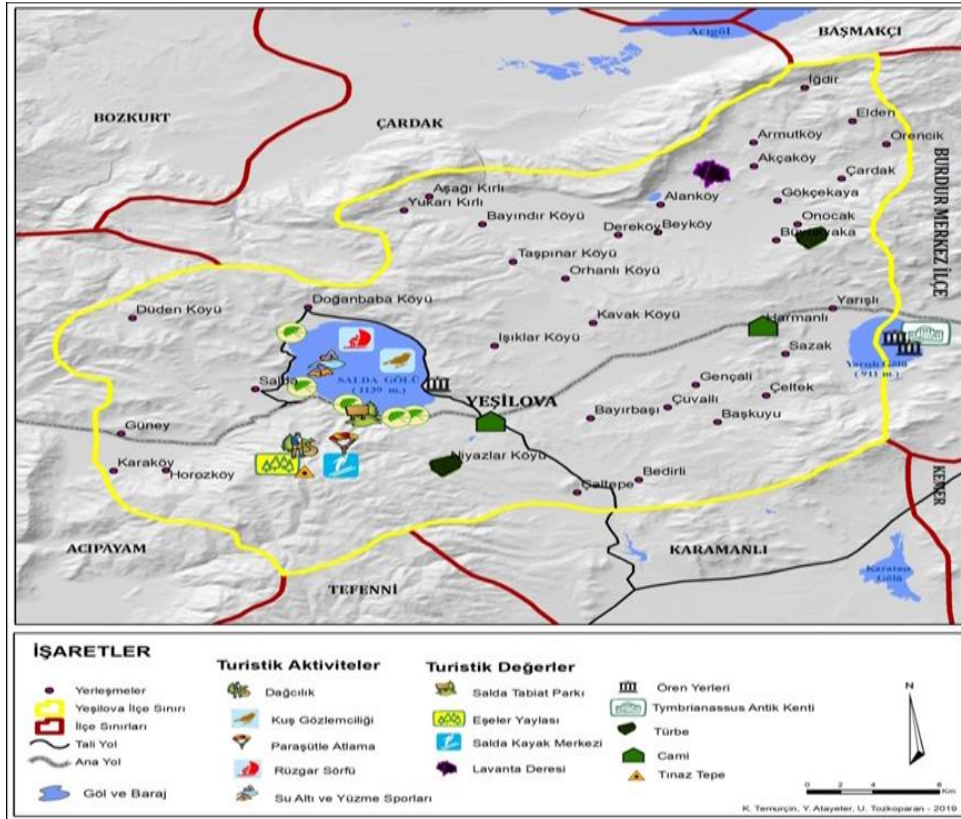 Acıgöl
BAŞMAKÇI
İğdir
BOZKURT
ÇARDAK
Elden
Armutköy
Örencik
Akçaköy
Çardak
BURDUR MERKEZ İLÇE
Aşağı Kırlı
Yukarı Kırlı
Alanköy
Gökçekaya
Bayındır Köyü
Onocak
Dereköy
Beyköy
Taşpınar Köyü
Orhanlı Köyü
Düden Köyü
Doğanbaba Köyü
Yarışlı
Kavak Köyü
Harmanlı
Işıklar Köyü
Sazak
Yarışlı Gölü
(911 m.)
Salda
SALDA GÖLÜ
(1139 m.)
Gençali
Çeltek
YEŞİLOVA
Çuvallı
Bayırbaşı
Başkuyu
Güney
Niyazlar Köyü
Karaköy
Horozköy
Bedirli
Çaltepe
KEMER
ACIPAYAM
KARAMANLI
TEFENNİ
Karataş
Gölü
İŞARETLER
Yerleşmeler
Yeşilova İlçe Sınırı
İlçe Sınırları
Tali Yol
Ana Yol
Göl ve Baraj
Turistik Aktiviteler
Dağcılık
Kuş Gözlemciliği
Paraşütle Atlama
Rüzgar Sörfü
Su Altı ve Yüzme Sporları
Turistik Değerler
Salda Tabiat Parkı
Eşeler Yaylası
Salda Kayak Merkezi
Lavanta Deresi
Ören Yerleri
Tymbrianassus Antik Kenti
Türbe
Cami
Tınaz Tepe
N
0 2 4 8
Km
K. Temurçin, Y. Atayeter, U. Tozkoparan - 2019